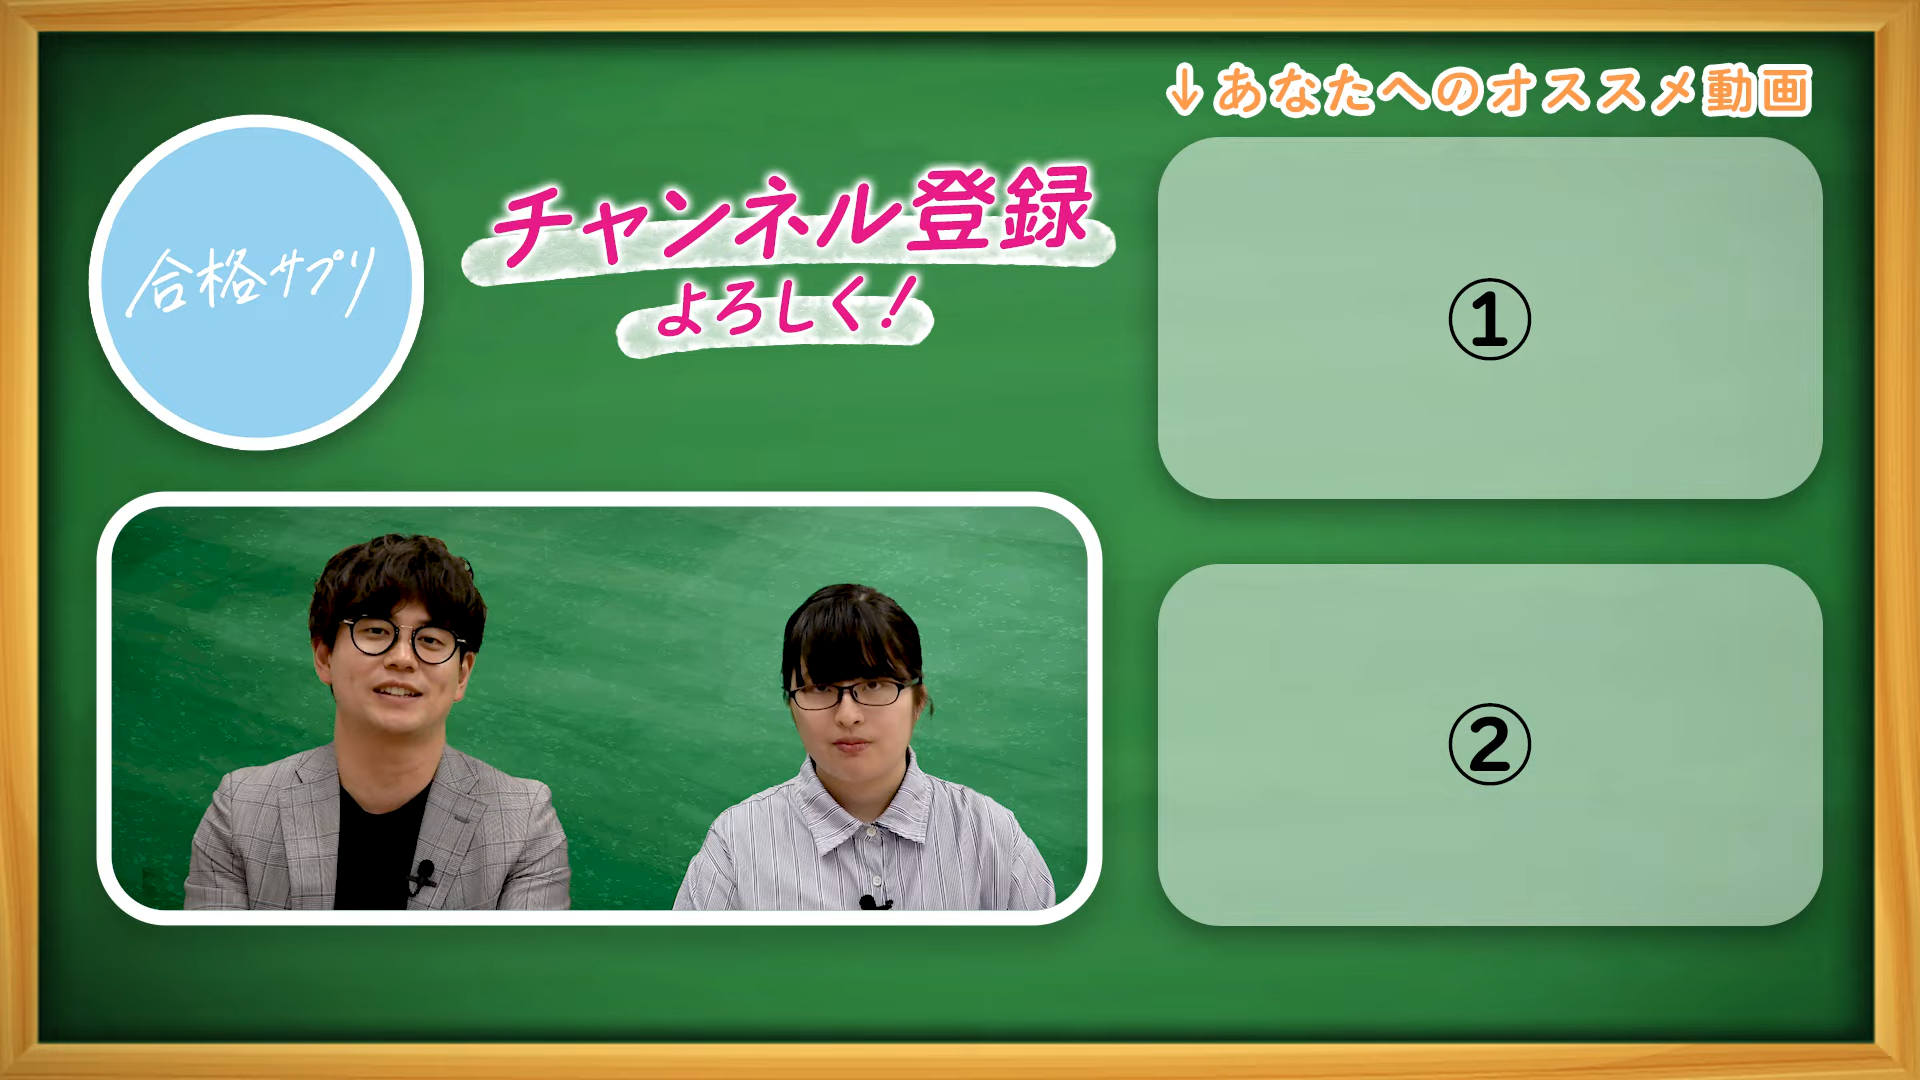 合格サプリ
チャンネル登録
よろしく!
↓あなたへのオススメ動画
①
②